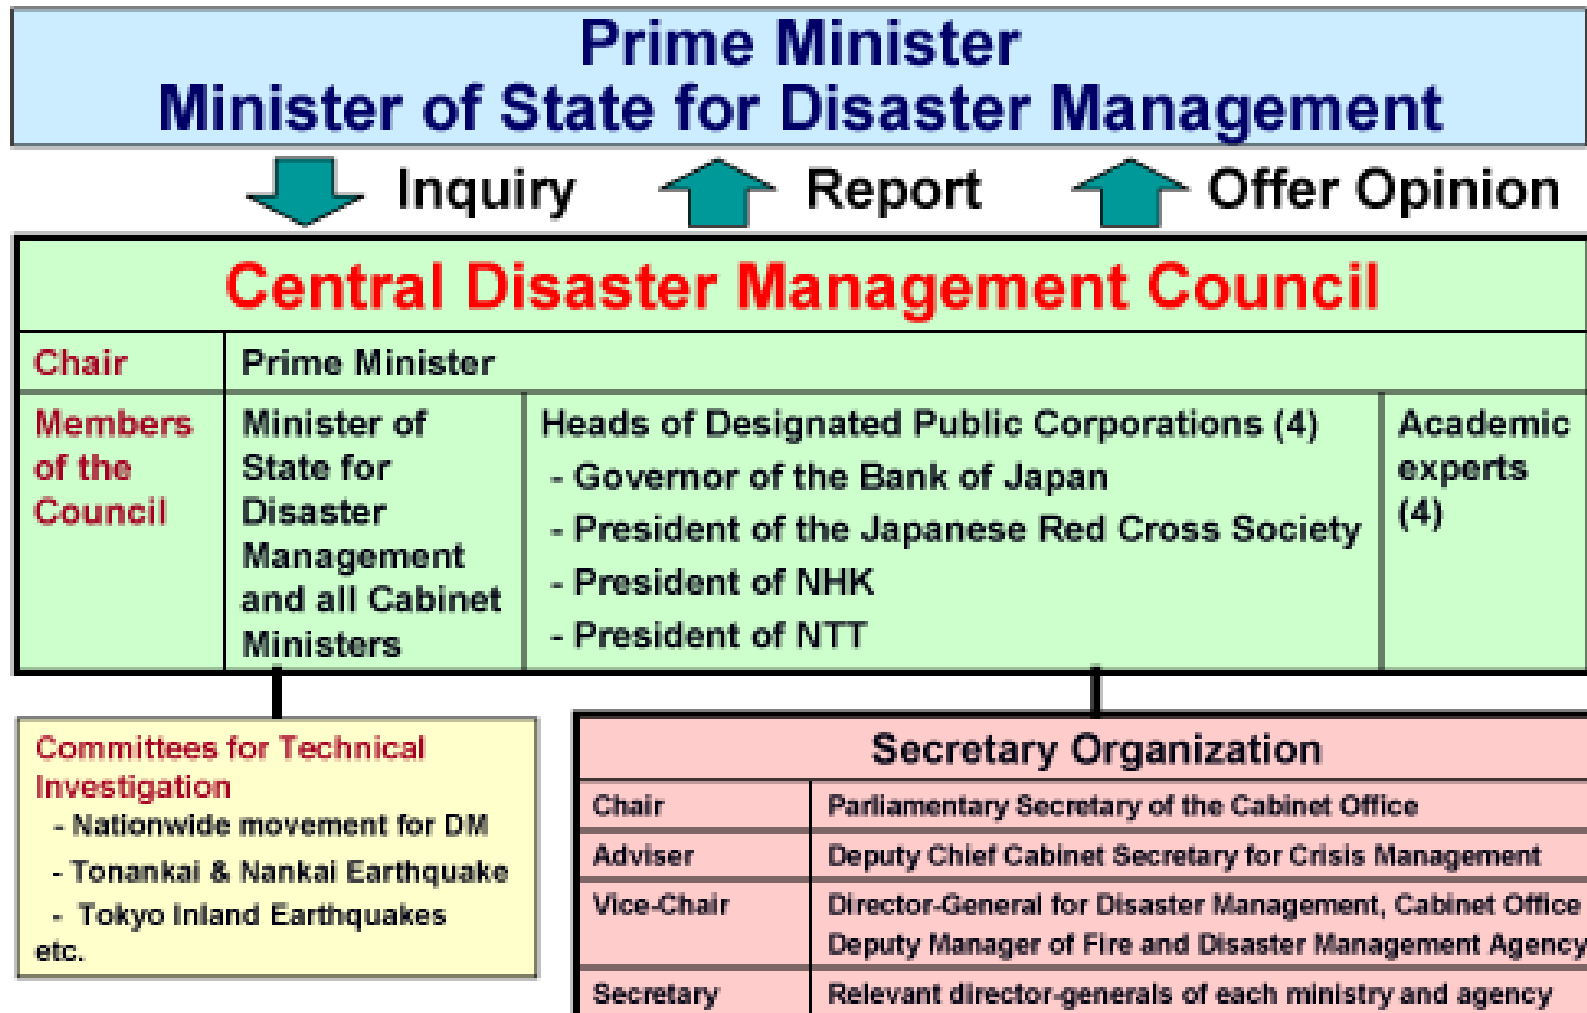 Prime Minister
Minister of State for Disaster Management
Inquiry
Report
Offer Opinion
Central Disaster Management Council
Chair
Prime Minister
Members
of the
Council
Minister of
State for
Disaster
Management
and all Cabinet
Ministers
Heads of Designated Public Corporations (4)
- Governor of the Bank of Japan
- President of the Japanese Red Cross Society
- President of NHK
- President of NTT
Academic
experts
(4)
Committees for Technical
Investigation
- Nationwide movement for DM
- Tonankai & Nankai Earthquake
- Tokyo Inland Earthquakes
etc.
Secretary Organization
Chair
Parliamentary Secretary of the Cabinet Office
Adviser
Deputy Chief Cabinet Secretary for Crisis Management
Vice-Chair
Director-General for Disaster Management, Cabinet Office
Deputy Manager of Fire and Disaster Management Agency
Secretary
Relevant director-generals of each ministry and agency